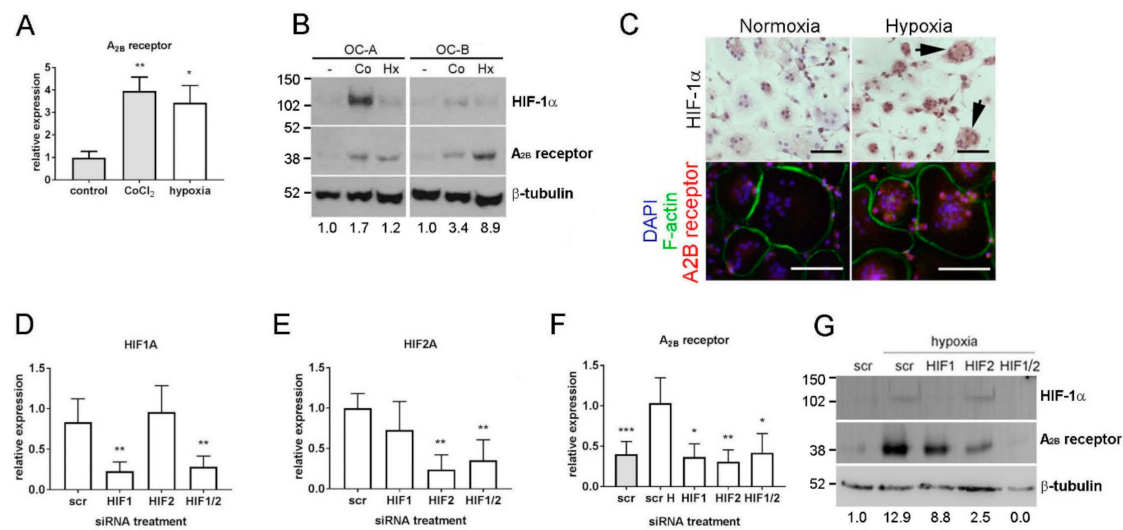 A
A2B receptor
relative expression
5
4
3
2
1
0
**
*
control CoCl2 hypoxia
B
OC-A OC-B
- Co Hx - Co Hx
150
102
HIF-1α
52
38
A2B receptor
52
β-tubulin
1.0 1.7 1.2 1.0 3.4 8.9
C
Normoxia Hypoxia
HIF-1α
DAPI
F-actin
A2B receptor
D
HIF1A
relative expression
1.5
1.0
0.5
0.0
** **
scr HIF1 HIF2 HIF1/2
siRNA treatment
E
HIF2A
relative expression
1.5
1.0
0.5
0.0
** **
scr HIF1 HIF2 HIF1/2
siRNA treatment
F
A2B receptor
relative expression
1.5
1.0
0.5
0.0
*** * ** *
scr scr H HIF1 HIF2 HIF1/2
siRNA treatment
G
hypoxia
scr scr HIF1 HIF2 HIF1/2
150
102
HIF-1α
52
38
A2B receptor
52
β-tubulin
1.0 12.9 8.8 2.5 0.0